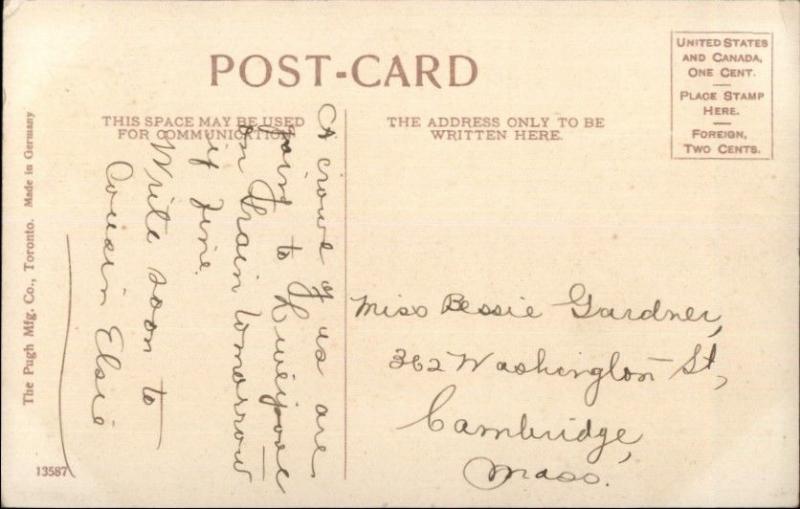 POST-CARD
THIS SPACE MAY BE USED
FOR COMMUNICATION
THE ADDRESS ONLY TO BE
WRITTEN HERE.
UNITED STATES
AND CANADA,
ONE CENT.
PLACE STAMP
HERE.
FOREIGN,
TWO CENTS.
A crowd of us are
going to
on train tomorrow
if fine.
Write soon to
Cousin Elsie
Miss Bessie Gardner,
362 Washington St,
Cambridge,
Mass.
The Pugh Mfg. Co., Toronto. Made in Germany
13587